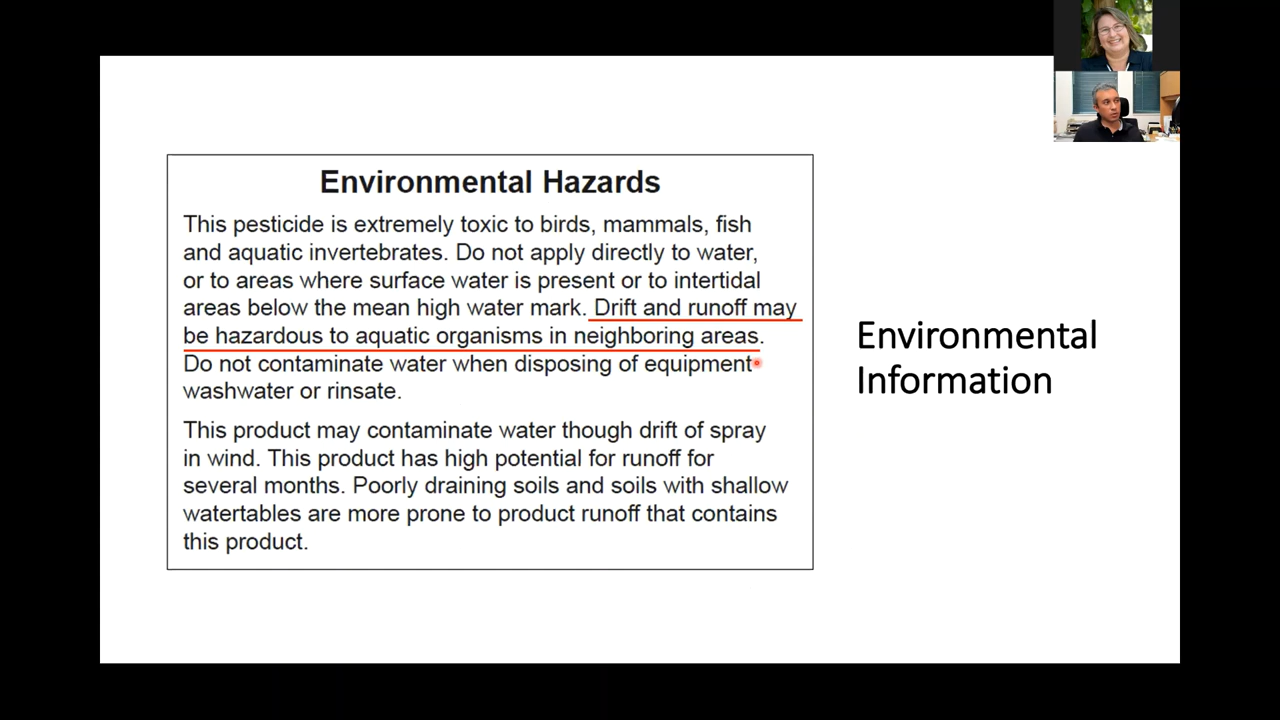 Environmental Hazards
This pesticide is extremely toxic to birds, mammals, fish
and aquatic invertebrates. Do not apply directly to water,
or to areas where surface water is present or to intertidal
areas below the mean high water mark. Drift and runoff may
be hazardous to aquatic organisms in neighboring areas.
Do not contaminate water when disposing of equipment
washwater or rinsate.
This product may contaminate water though drift of spray
in wind. This product has high potential for runoff for
several months. Poorly draining soils and soils with shallow
watertables are more prone to product runoff that contains
this product.
Environmental
Information